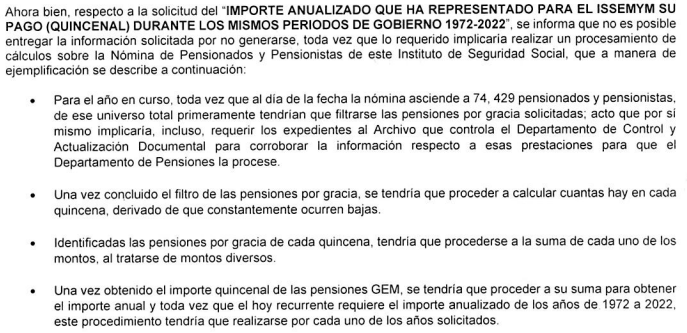 Ahora bien, respecto a la solicitud del "IMPORTE ANUALIZADO QUE HA REPRESENTADO PARA EL ISSEMYM SU
PAGO (QUINCENAL) DURANTE LOS MISMOS PERIODOS DE GOBIERNO 1972-2022", se informa que no es posible
entregar la información solicitada por no generarse, toda vez que lo requerido implicaría realizar un procesamiento de
cálculos sobre la Nómina de Pensionados y Pensionistas de este Instituto de Seguridad Social, que a manera de
ejemplificación se describe a continuación:
• Para el año en curso, toda vez que al día de la fecha la nómina asciende a 74, 429 pensionados y pensionistas,
de ese universo total primeramente tendrían que filtrarse las pensiones por gracia solicitadas; acto que por sí
mismo implicaría, incluso, requerir los expedientes al Archivo que controla el Departamento de Control y
Actualización Documental para corroborar la información respecto a esas prestaciones para que el
Departamento de Pensiones la procese.
• Una vez concluido el filtro de las pensiones por gracia, se tendría que proceder a calcular cuantas hay en cada
quincena, derivado de que constantemente ocurren bajas.
• Identificadas las pensiones por gracia de cada quincena, tendría que procederse a la suma de cada uno de los
montos, al tratarse de montos diversos.
• Una vez obtenido el importe quincenal de las pensiones GEM, se tendría que proceder a su suma para obtener
el importe anual y toda vez que el hoy recurrente requiere el importe anualizado de los años de 1972 a 2022,
este procedimiento tendría que realizarse por cada uno de los años solicitados.